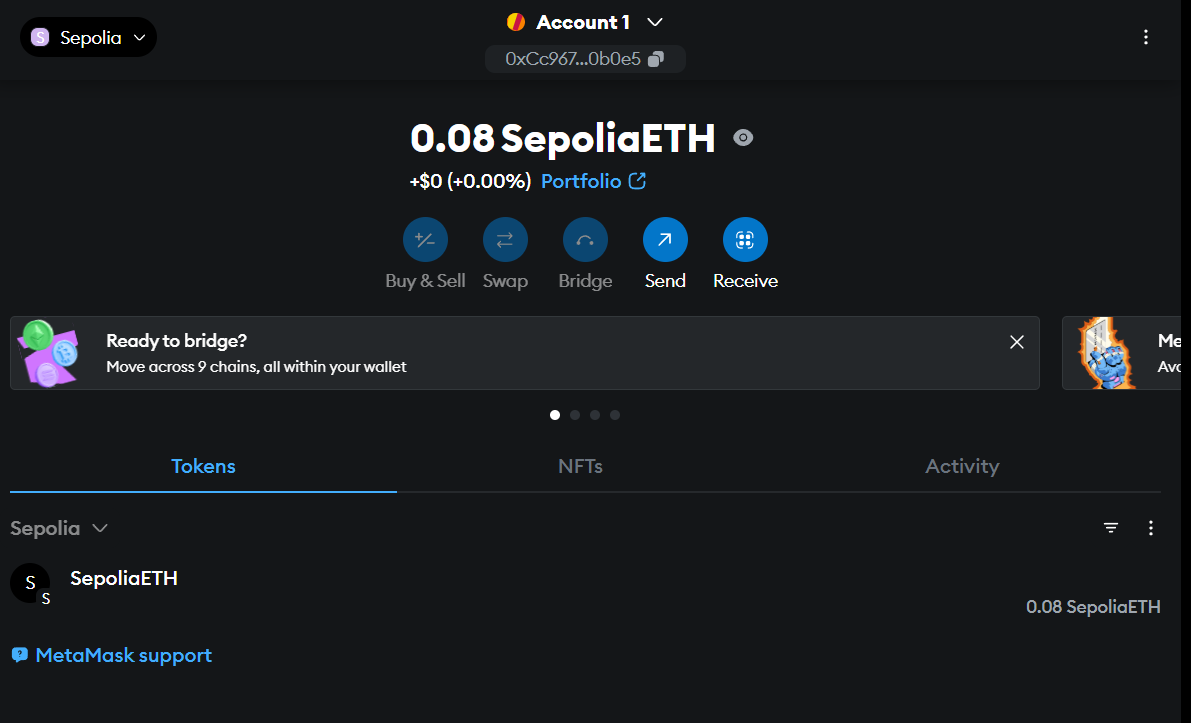 S Sepolia
Account 1
0xCc967...0b0e5
0.08 SepoliaETH
+$0 (+0.00%) Portfolio
Buy & Sell Swap Bridge Send Receive
Ready to bridge?
Move across 9 chains, all within your wallet
Me
Ava
Tokens NFTs Activity
Sepolia
S
S
SepoliaETH
0.08 SepoliaETH
MetaMask support